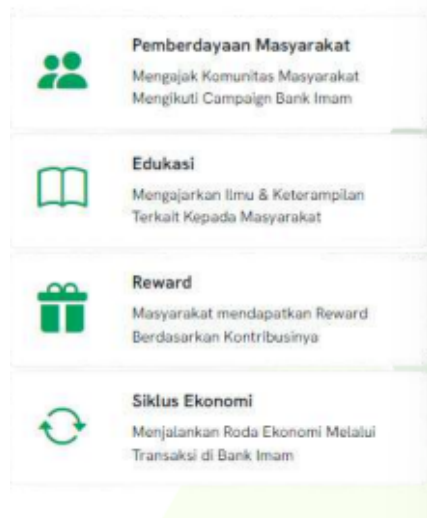 Pemberdayaan Masyarakat
Mengajak Komunitas Masyarakat
Mengikuti Campaign Bank Imam
Edukasi
Mengajarkan Ilmu & Keterampilan
Terkait Kepada Masyarakat
Reward
Masyarakat mendapatkan Reward
Berdasarkan Kontribusinya
Siklus Ekonomi
Menjalankan Roda Ekonomi Melalui
Transaksi di Bank Imam